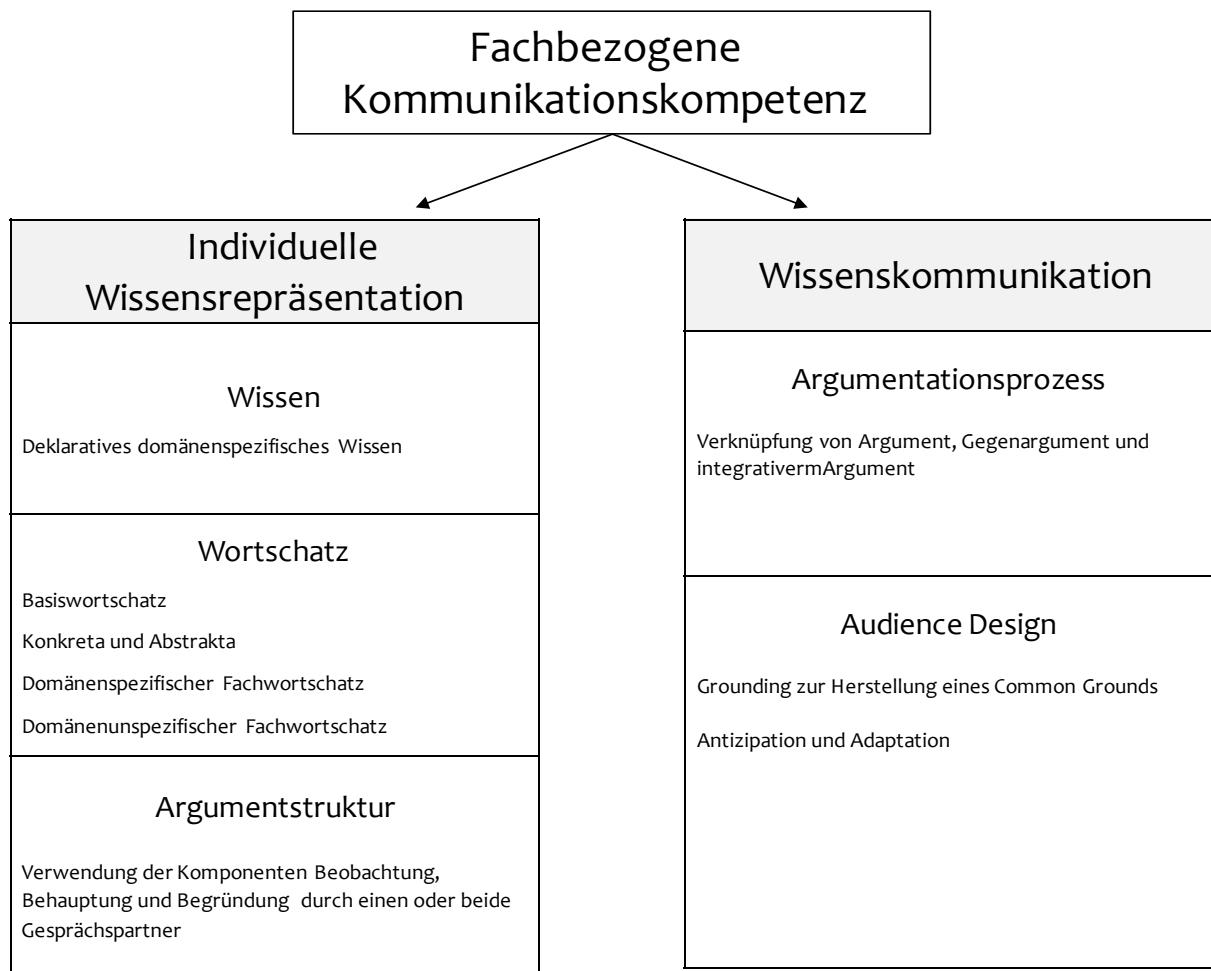 Fachbezogene
Kommunikationskompetenz
Individuelle
Wissensrepräsentation
Wissen
Deklaratives domänenspezifisches Wissen
Wortschatz
Basiswortschatz
Konkreta und Abstrakta
Domänenspezifischer Fachwortschatz
Domänenunspezifischer Fachwortschatz
Argumentstruktur
Verwendung der Komponenten Beobachtung,
Behauptung und Begründung durch einen oder beide
Gesprächspartner
Wissenskommunikation
Argumentationsprozess
Verknüpfung von Argument, Gegenargument und
integrativermArgument
Audience Design
Grounding zur Herstellung eines Common Grounds
Antizipation und Adaptation